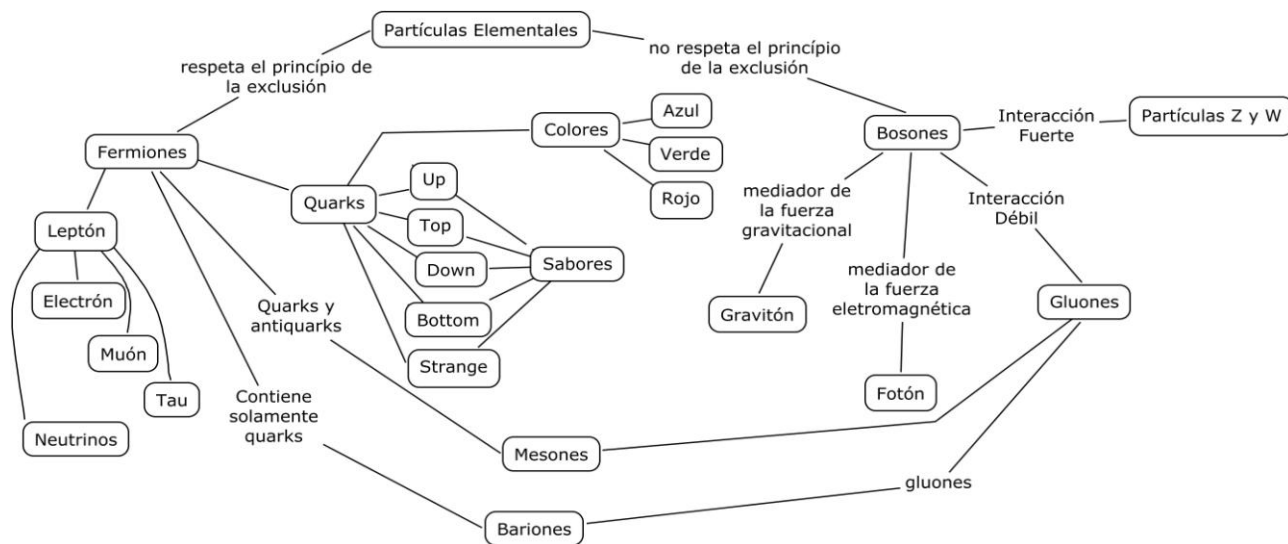 Partículas Elementales
respeta el princípio de
la exclusión
no respeta el princípio
de la exclusión
Fermiones
Colores
Azul
Verde
Rojo
Bosones
Interacción
Fuerte
Partículas Z y W
Quarks
Up
Top
Down
Bottom
Strange
Sabores
Leptón
Electrón
Muón
Tau
Neutrinos
Quarks y
antiquarks
Contiene
solamente
quarks
mediador de
la fuerza
gravitacional
mediador de
la fuerza
eletromagnética
Interacción
Débil
Gravitón
Fotón
Gluones
Mesones
gluones
Bariones